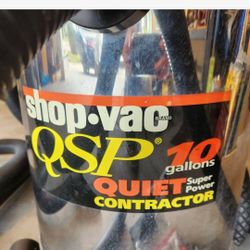 shop·vac
QSP® 10
gallons
QUIET Super
Power
CONTRACTOR